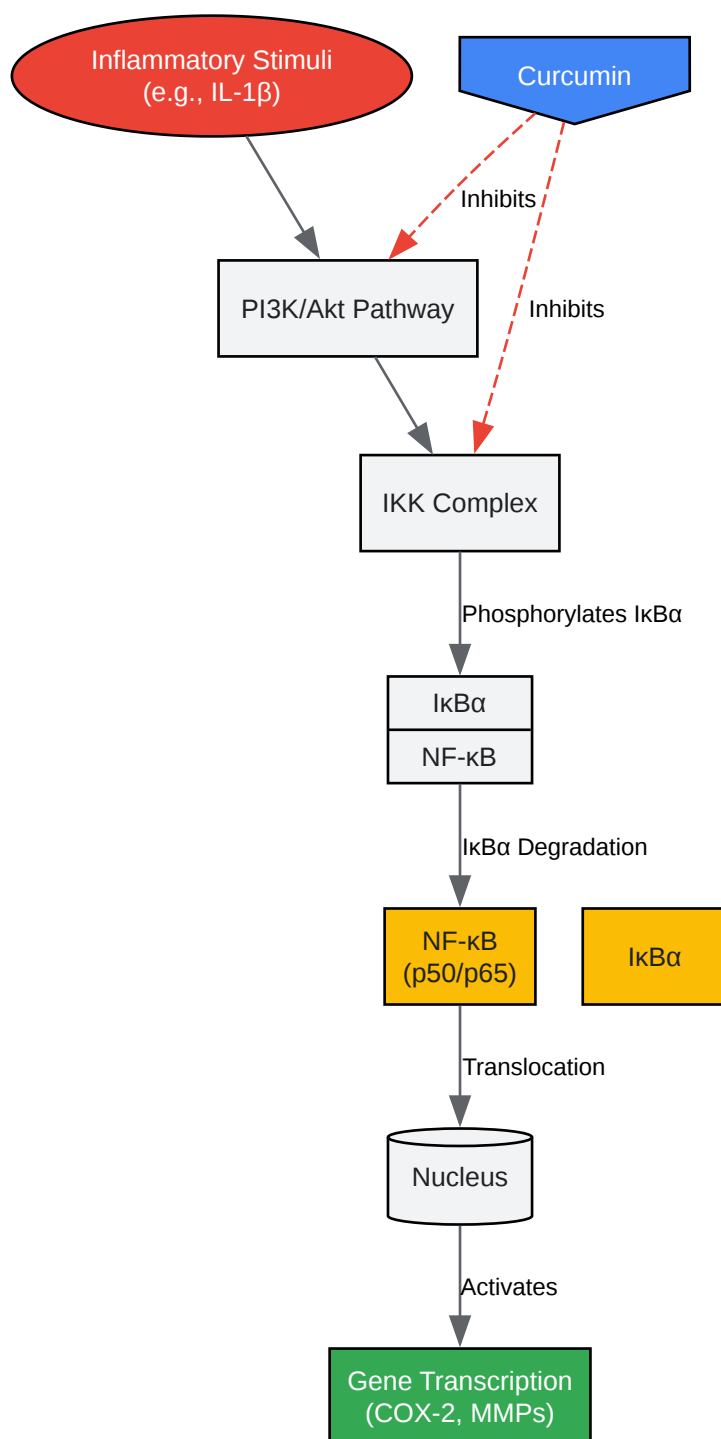 Inflammatory Stimuli
(e.g., IL-1β)
Curcumin
Inhibits
PI3K/Akt Pathway
Inhibits
IKK Complex
Phosphorylates IκBα
IκBα
NF-κB
IκBα Degradation
NF-κB
(p50/p65)
IκBα
Translocation
Nucleus
Activates
Gene Transcription
(COX-2, MMPs)